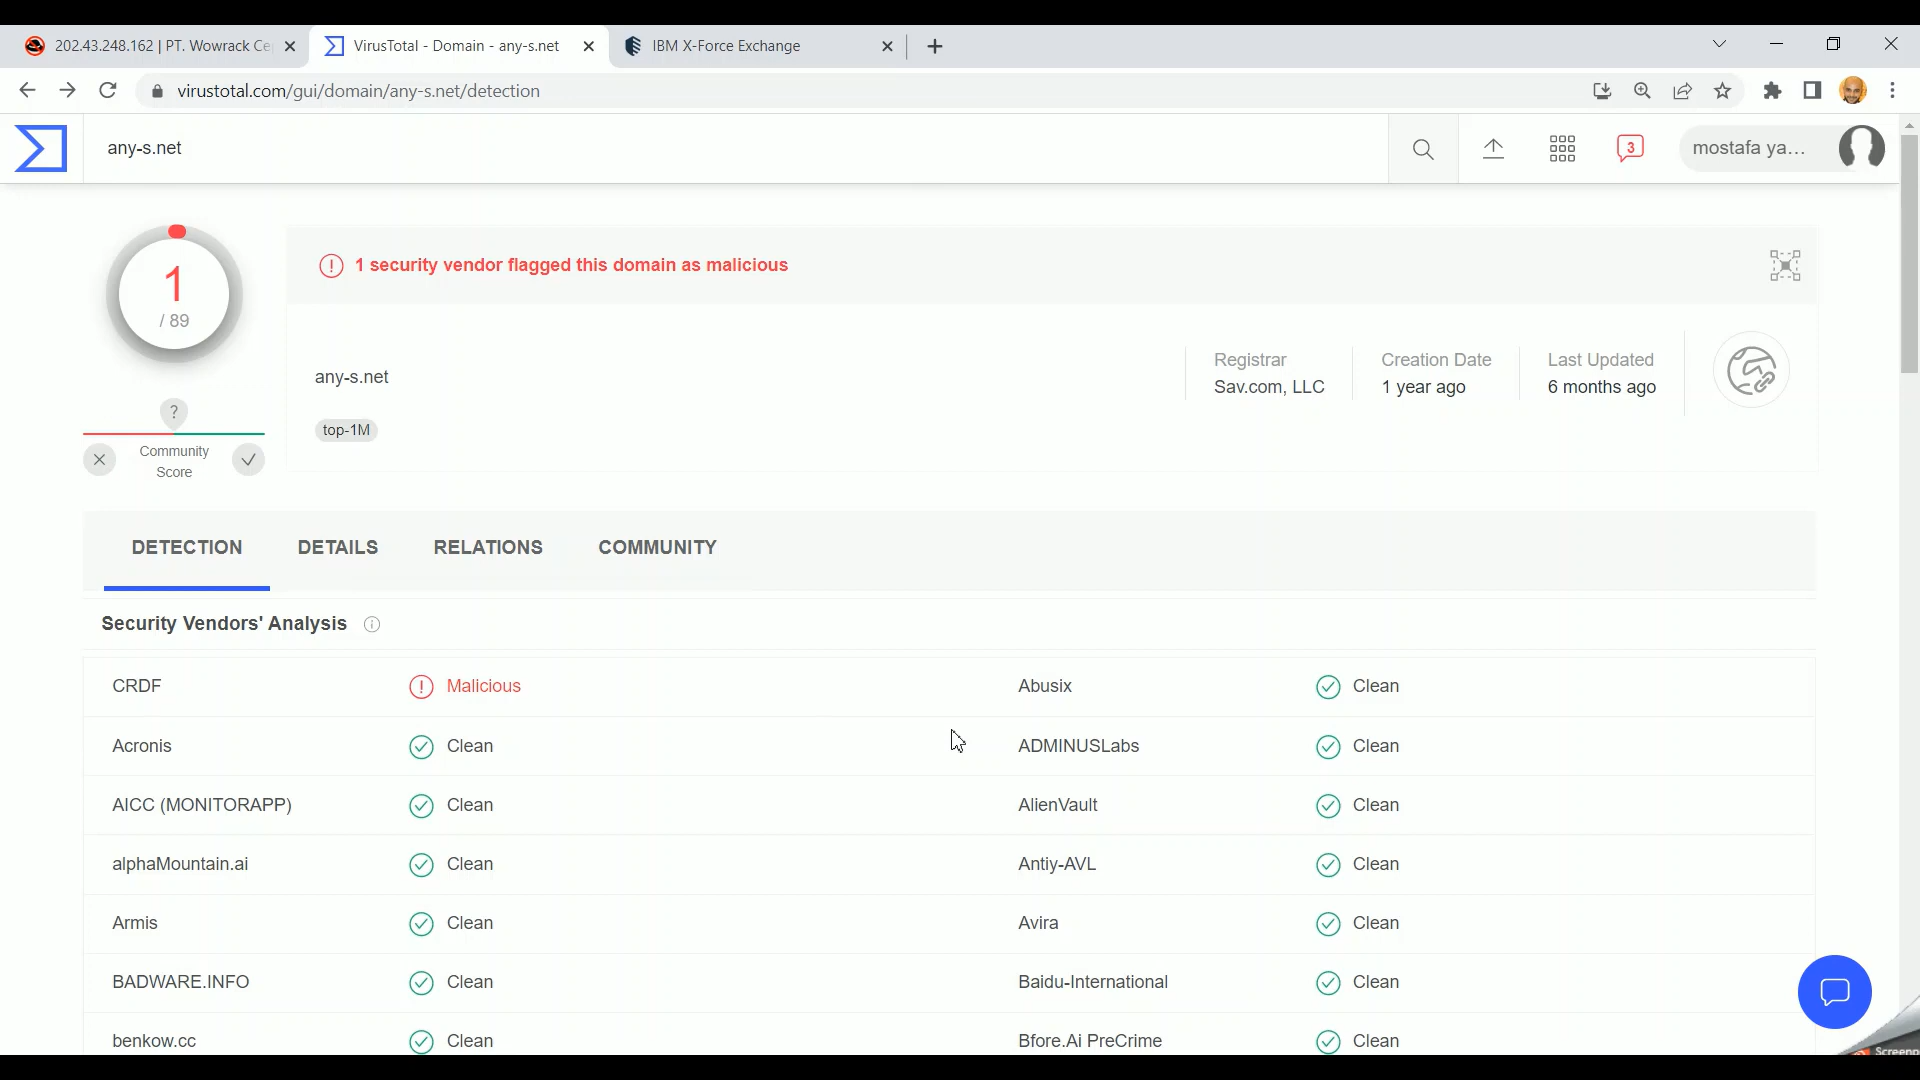 202.43.248.162 | PT. Wowrack Ce
VirusTotal - Domain - any-s.net
IBM X-Force Exchange
virustotal.com/gui/domain/any-s.net/detection
any-s.net
3
mostafa ya...
1
/ 89
1 security vendor flagged this domain as malicious
any-s.net
top-1M
Registrar
Sav.com, LLC
Creation Date
1 year ago
Last Updated
6 months ago
?
Community
Score
DETECTION
DETAILS
RELATIONS
COMMUNITY
Security Vendors' Analysis
CRDF
Malicious
Abusix
Clean
Acronis
Clean
ADMINUSLabs
Clean
AICC (MONITORAPP)
Clean
AlienVault
Clean
alphaMountain.ai
Clean
Antiy-AVL
Clean
Armis
Clean
Avira
Clean
BADWARE.INFO
Clean
Baidu-International
Clean
benkow.cc
Clean
Bfore.Ai PreCrime
Clean